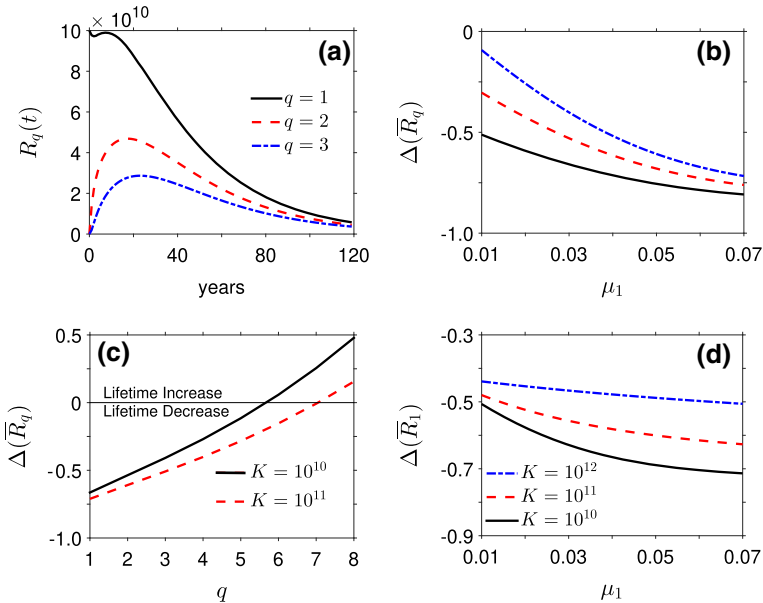 × 10^10
(a)
R_q(t)
10
8
6
4
2
0
q = 1
q = 2
q = 3
0 40 80 120
years
(b)
Δ(R̅_q)
0
-0.5
-1.0
0.01 0.03 0.05 0.07
μ₁
(c)
Δ(R̅_q)
0.5
0
-0.5
-1.0
Lifetime Increase
Lifetime Decrease
K = 10^10
K = 10^11
1 2 3 4 5 6 7 8
q
(d)
Δ(R̅₁)
-0.3
-0.5
-0.7
-0.9
K = 10^12
K = 10^11
K = 10^10
0.01 0.03 0.05 0.07
μ₁